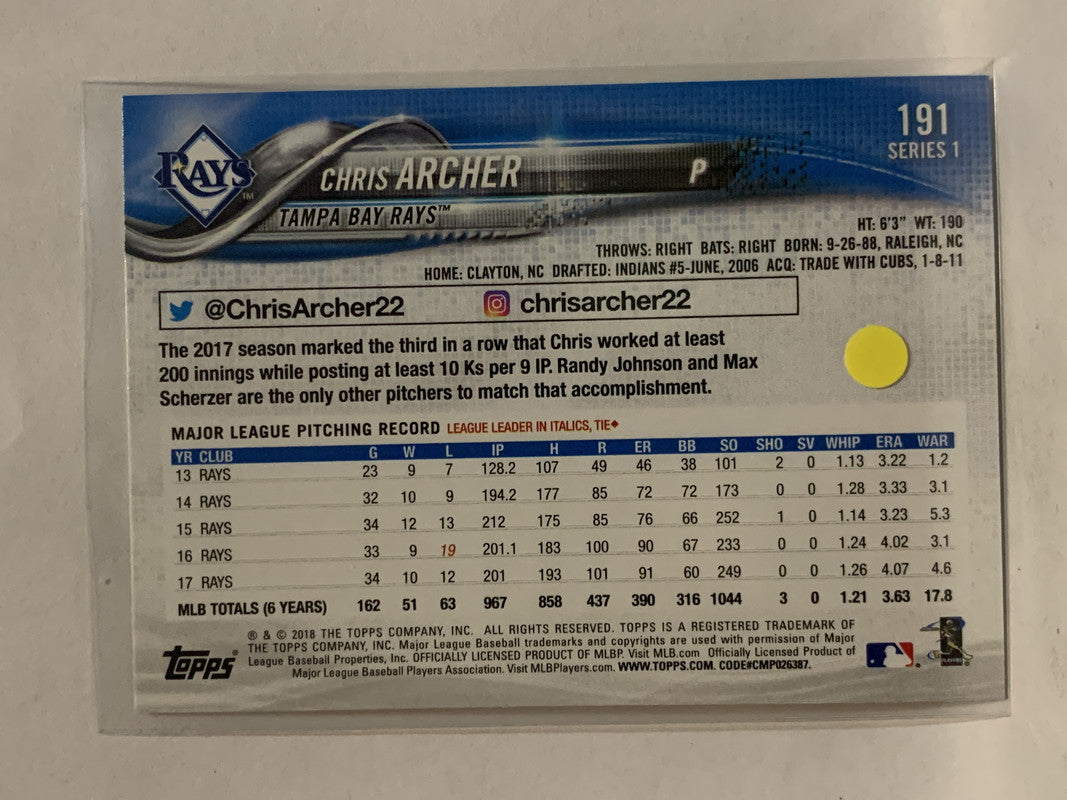 191
SERIES 1
RAYS™
CHRIS ARCHER P
TAMPA BAY RAYS™
HT: 6'3" WT: 190
THROWS: RIGHT BATS: RIGHT BORN: 9-26-88, RALEIGH, NC
HOME: CLAYTON, NC DRAFTED: INDIANS #5-JUNE, 2006 ACQ: TRADE WITH CUBS, 1-8-11
@ChrisArcher22 chrisarcher22
The 2017 season marked the third in a row that Chris worked at least
200 innings while posting at least 10 Ks per 9 IP. Randy Johnson and Max
Scherzer are the only other pitchers to match that accomplishment.
MAJOR LEAGUE PITCHING RECORD LEAGUE LEADER IN ITALICS, TIE◆
YR CLUB G W L IP H R ER BB SO SHO SV WHIP ERA WAR
13 RAYS 23 9 7 128.2 107 49 46 38 101 2 0 1.13 3.22 1.2
14 RAYS 32 10 9 194.2 177 85 72 72 173 0 0 1.28 3.33 3.1
15 RAYS 34 12 13 212 175 85 76 66 252 1 0 1.14 3.23 5.3
16 RAYS 33 9 19 201.1 183 100 90 67 233 0 0 1.24 4.02 3.1
17 RAYS 34 10 12 201 193 101 91 60 249 0 0 1.26 4.07 4.6
MLB TOTALS (6 YEARS) 162 51 63 967 858 437 390 316 1044 3 0 1.21 3.63 17.8
® & © 2018 THE TOPPS COMPANY, INC. ALL RIGHTS RESERVED. TOPPS IS A REGISTERED TRADEMARK OF
THE TOPPS COMPANY, INC. Major League Baseball trademarks and copyrights are used with permission of Major
League Baseball Properties, Inc. OFFICIALLY LICENSED PRODUCT OF MLBP. Visit MLB.com Officially Licensed Product of
Major League Baseball Players Association. Visit MLBPlayers.com. WWW.TOPPS.COM. CODE#CMP026387.
Topps®
PLAYERS